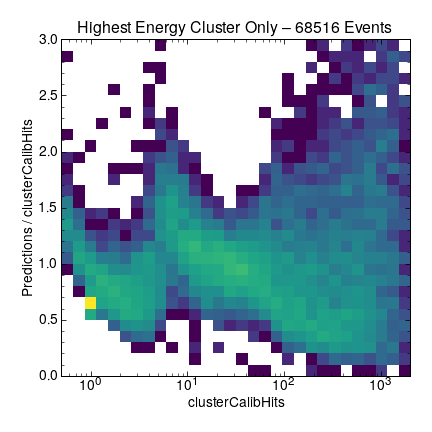 Highest Energy Cluster Only – 68516 Events
3.0
2.5
2.0
1.5
1.0
0.5
0.0
Predictions / clusterCalibHits
10⁰ 10¹ 10² 10³
clusterCalibHits